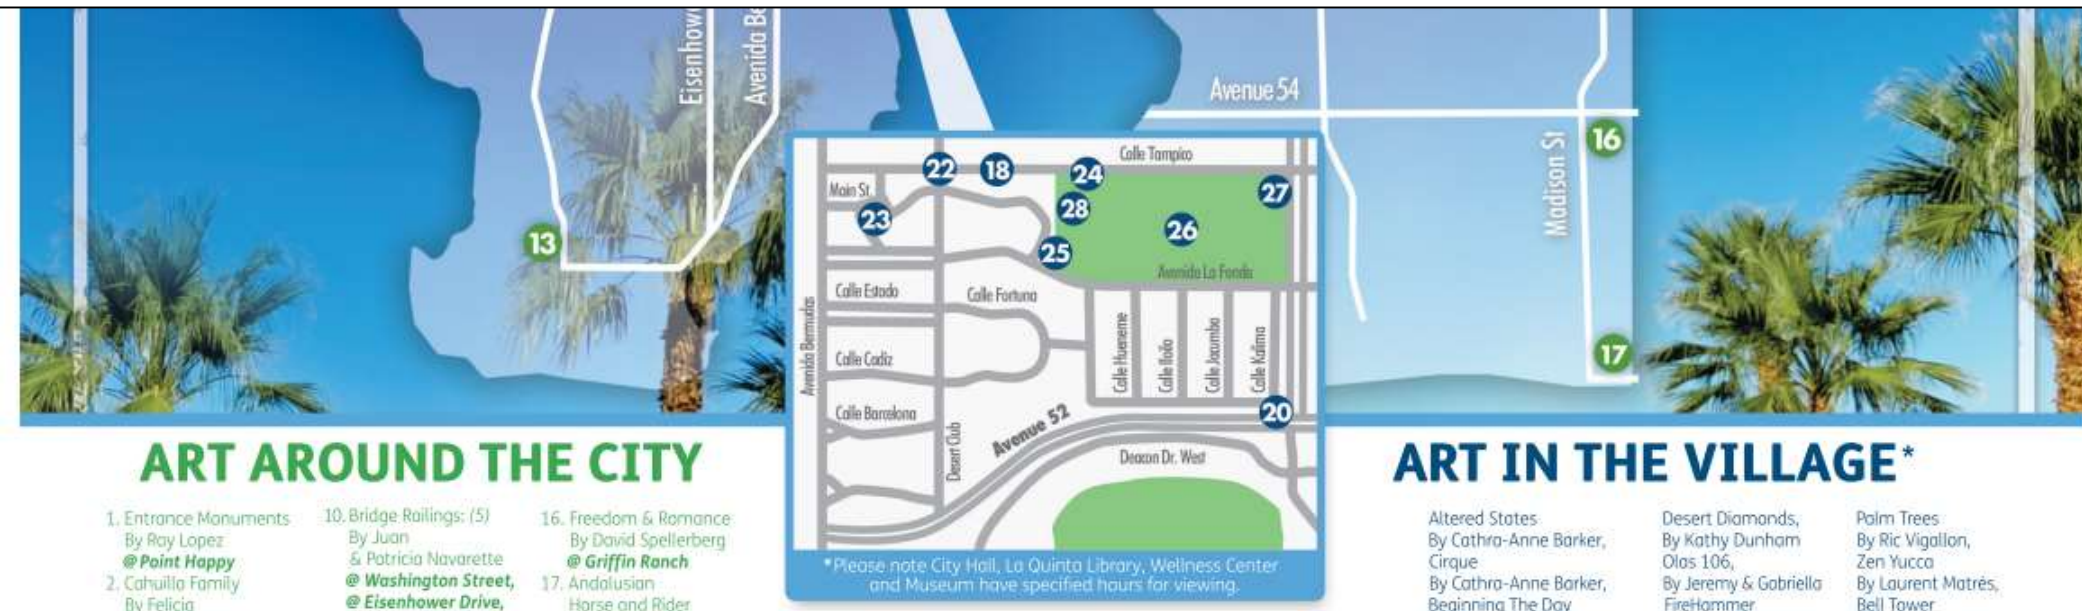 Eisenhowe
Avenida Be
Avenue 54
Madison St
16
13
17
Calle Tampico
22
18
24
27
Main St.
23
28
26
25
Avenida La Fonda
Calle Estado
Calle Fortuna
Avenida Bermudas
Calle Cadiz
Calle Hueneme
Calle Iloilo
Calle Jacumba
Calle Kalima
20
Calle Barcelona
Desert Club
Avenue 52
Deacon Dr. West
*Please note City Hall, La Quinta Library, Wellness Center
and Museum have specified hours for viewing.
ART AROUND THE CITY
1. Entrance Monuments
By Ray Lopez
@Point Happy
2. Cahuilla Family
By Felicia
10. Bridge Railings: (5)
By Juan
& Patricia Navarette
@ Washington Street,
@ Eisenhower Drive,
16. Freedom & Romance
By David Spellerberg
@ Griffin Ranch
17. Andalusian
Horse and Rider
ART IN THE VILLAGE*
Altered States
By Cathra-Anne Barker,
Cirque
By Cathra-Anne Barker,
Beginning The Day
Desert Diamonds,
By Kathy Dunham
Olas 106,
By Jeremy & Gabriella
FireHammer
Palm Trees
By Ric Vigallon,
Zen Yucca
By Laurent Matrés,
Bell Tower